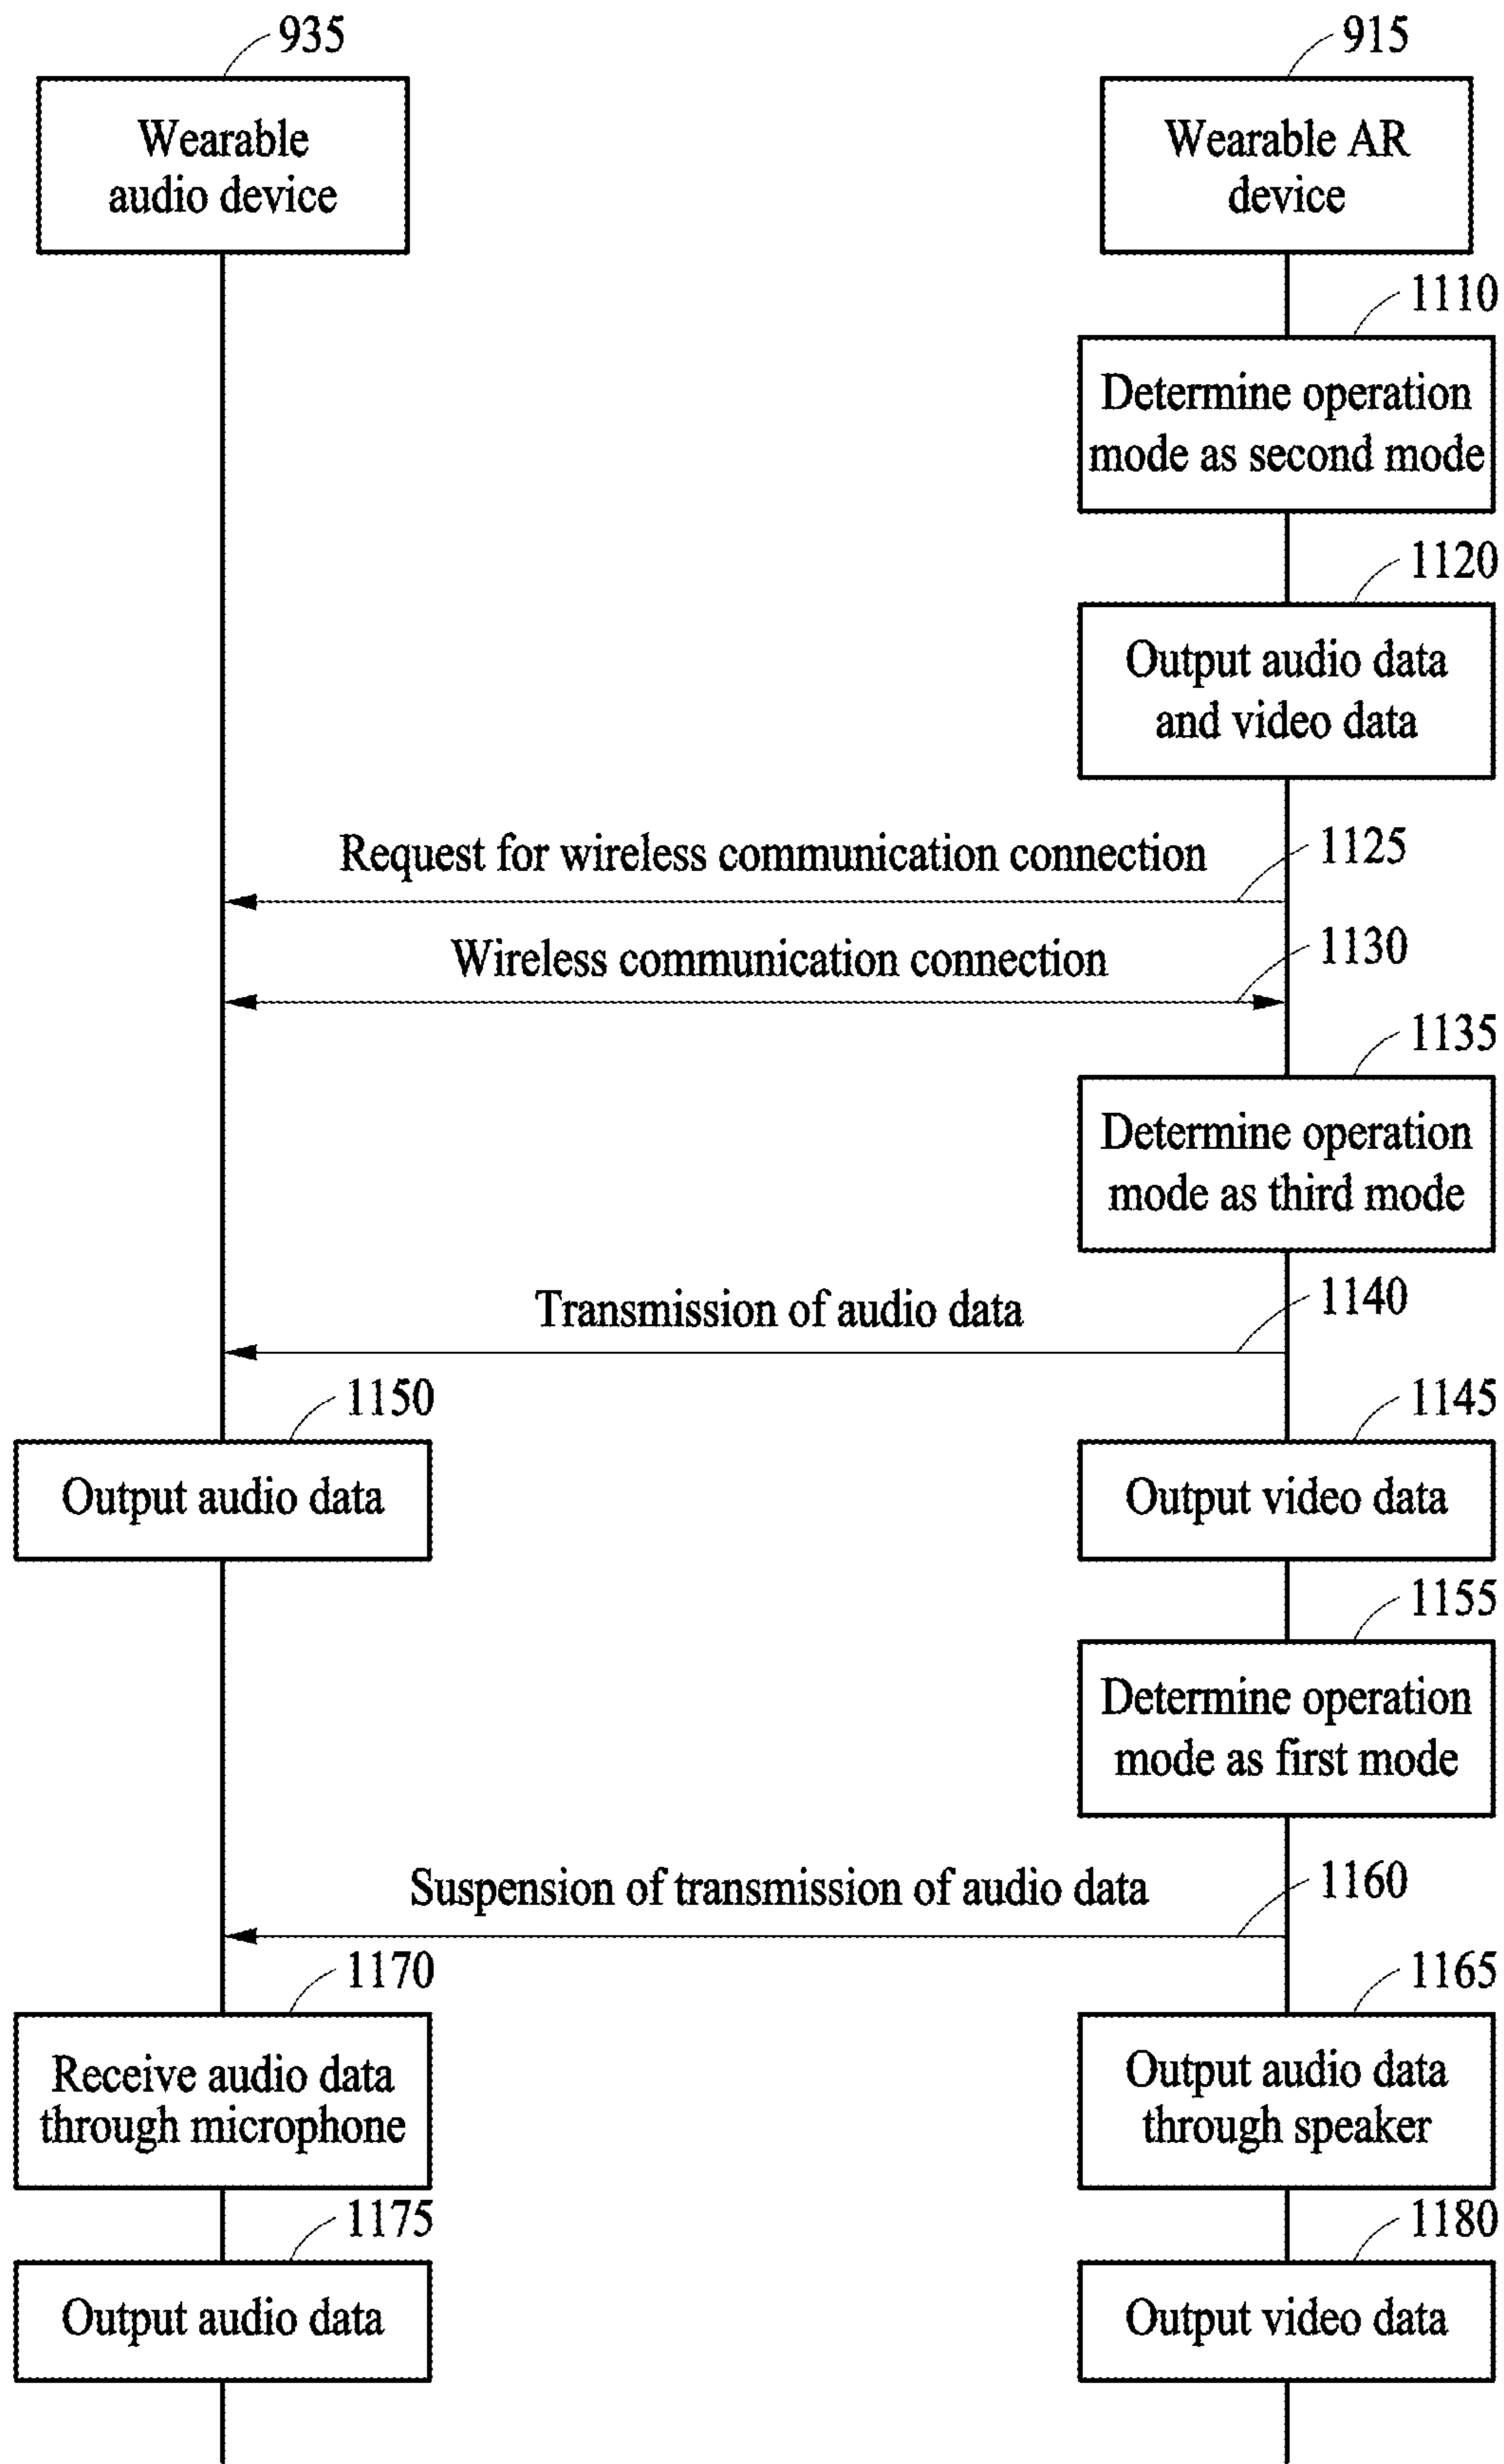 935
915
Wearable
audio device
Wearable AR
device
1110
Determine operation
mode as second mode
1120
Output audio data
and video data
Request for wireless communication connection
1125
Wireless communication connection
1130
1135
Determine operation
mode as third mode
Transmission of audio data
1140
1150
Output audio data
1145
Output video data
1155
Determine operation
mode as first mode
Suspension of transmission of audio data
1160
1170
Receive audio data
through microphone
1165
Output audio data
through speaker
1175
Output audio data
1180
Output video data